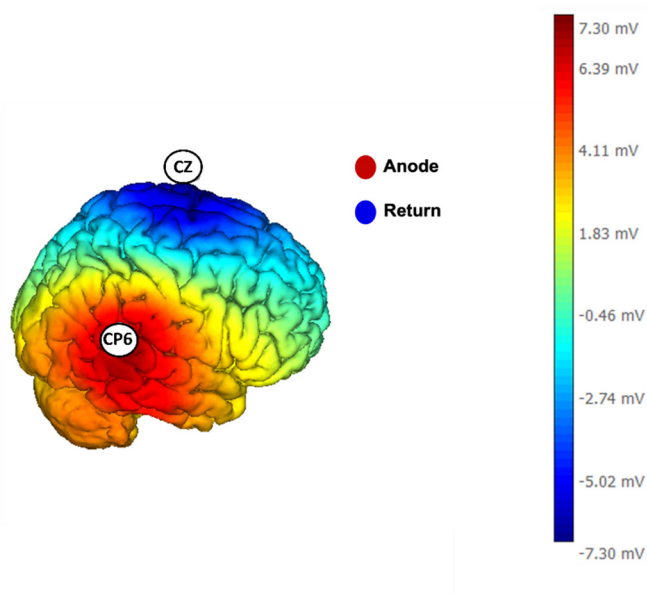 CZ
CP6
Anode
Return
7.30 mV
6.39 mV
4.11 mV
1.83 mV
-0.46 mV
-2.74 mV
-5.02 mV
-7.30 mV